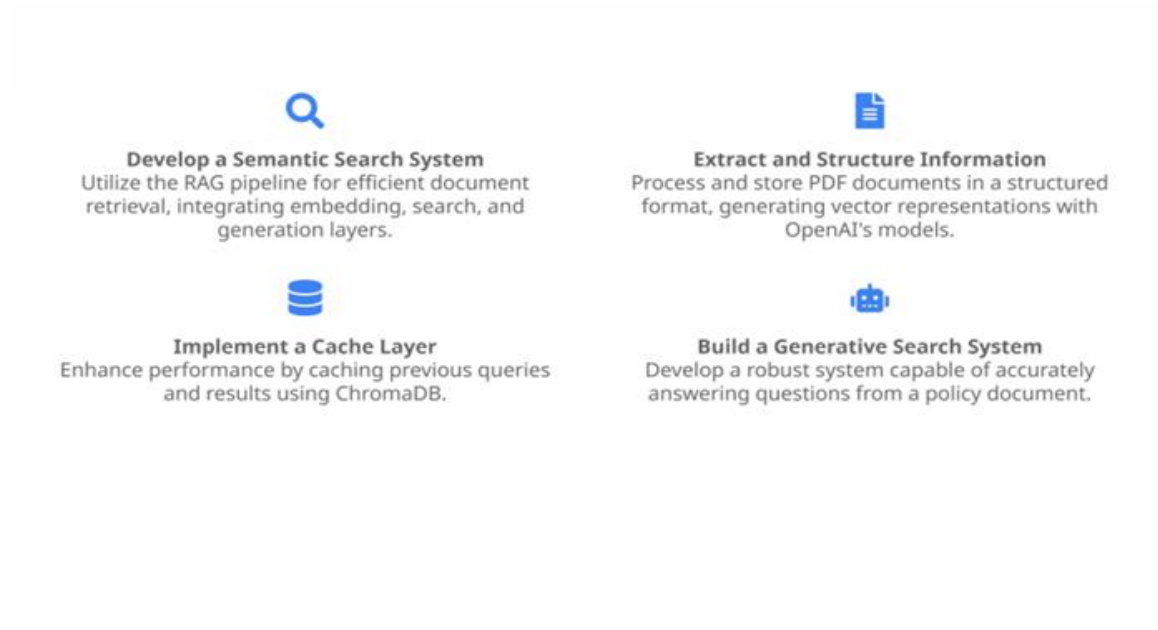 Develop a Semantic Search System
Utilize the RAG pipeline for efficient document
retrieval, integrating embedding, search, and
generation layers.
Extract and Structure Information
Process and store PDF documents in a structured
format, generating vector representations with
OpenAI's models.
Implement a Cache Layer
Enhance performance by caching previous queries
and results using ChromaDB.
Build a Generative Search System
Develop a robust system capable of accurately
answering questions from a policy document.